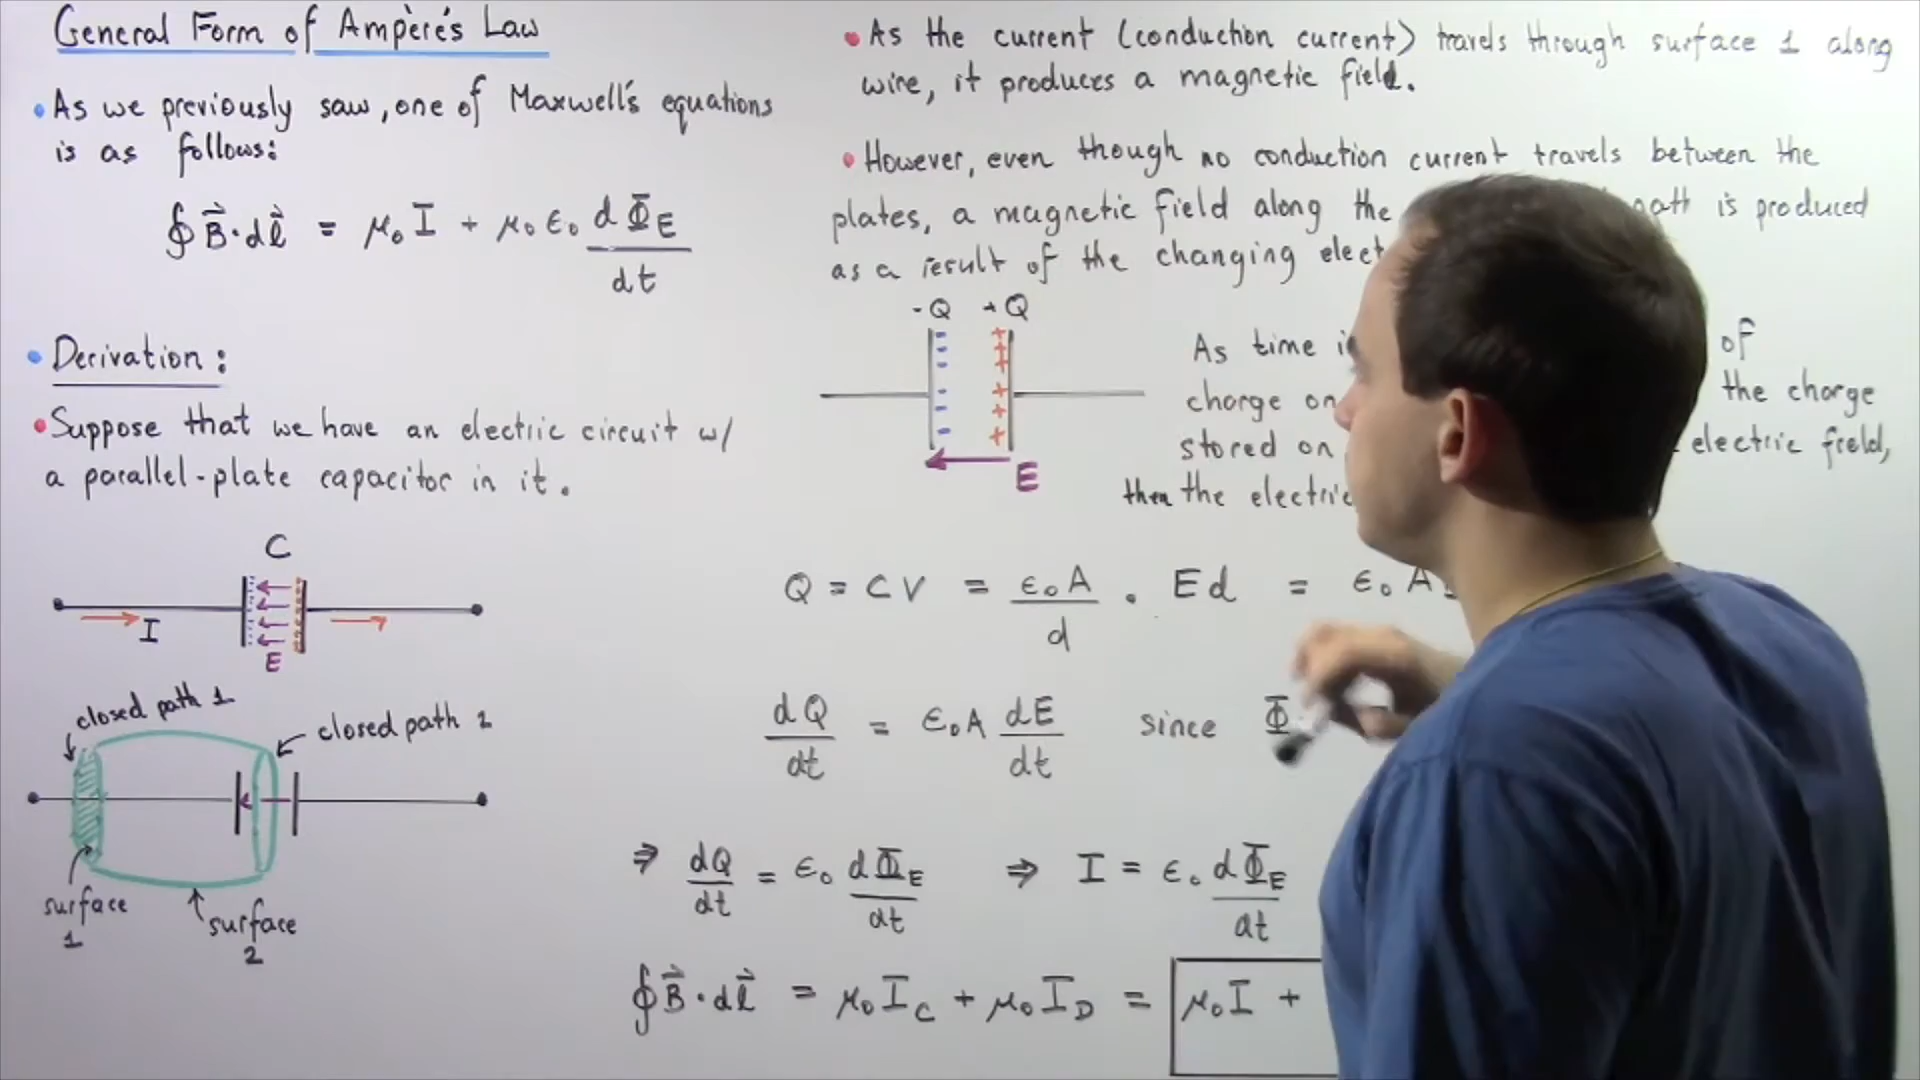 General Form of Ampère's Law
• As we previously saw, one of Maxwell's equations
is as follows:
∮B⃗·dl⃗ = μ₀I + μ₀ε₀ dΦ_E/dt
• Derivation:
• Suppose that we have an electric circuit w/
a parallel-plate capacitor in it.
C
I
E
closed path 1
closed path 2
surface 1
surface 2
• As the current (conduction current) travels through surface 1 along
wire, it produces a magnetic field.
• However, even though no conduction current travels between the
plates, a magnetic field along the path is produced
as a result of the changing
-Q +Q
E
As time of
charge on the charge
stored on electric field,
then the electric
Q = CV = ε₀A/d · Ed = ε₀A
dQ/dt = ε₀A dE/dt since Φ
⇒ dQ/dt = ε₀ dΦ_E/dt ⇒ I = ε₀ dΦ_E/dt
∮B⃗·dl⃗ = μ₀I_C + μ₀I_D = μ₀I +